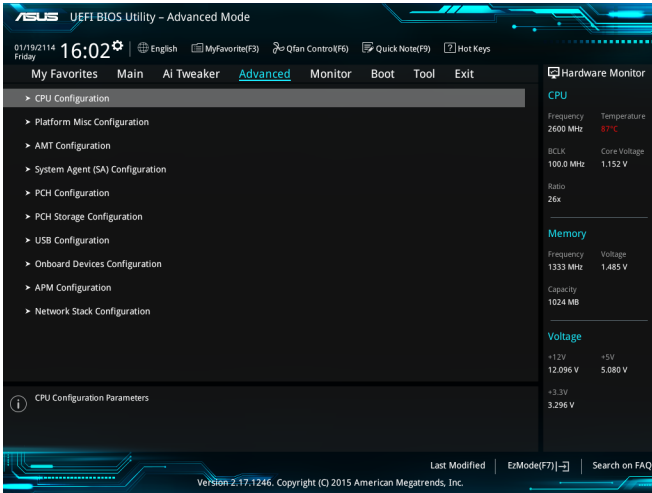 ASUS UEFI BIOS Utility – Advanced Mode
01/19/2114 Friday 16:02 English MyFavorite(F3) Qfan Control(F6) Quick Note(F9) ? Hot Keys
My Favorites Main Ai Tweaker Advanced Monitor Boot Tool Exit
Hardware Monitor
> CPU Configuration
> Platform Misc Configuration
> AMT Configuration
> System Agent (SA) Configuration
> PCH Configuration
> PCH Storage Configuration
> USB Configuration
> Onboard Devices Configuration
> APM Configuration
> Network Stack Configuration
CPU
Frequency Temperature
2600 MHz 87°C
BCLK Core Voltage
100.0 MHz 1.152 V
Ratio
26x
Memory
Frequency Voltage
1333 MHz 1.485 V
Capacity
1024 MB
Voltage
+12V +5V
12.096 V 5.080 V
+3.3V
3.296 V
i CPU Configuration Parameters
Last Modified EzMode(F7)| Search on FAQ
Version 2.17.1246. Copyright (C) 2015 American Megatrends, Inc.